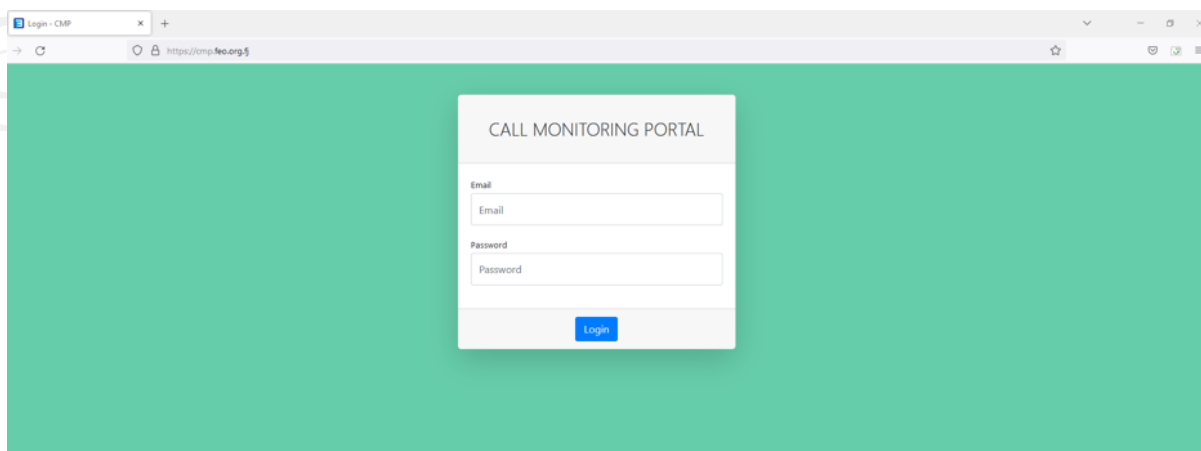 Login - CMP
https://cmp.feo.org.fj
CALL MONITORING PORTAL
Email
Email
Password
Password
Login